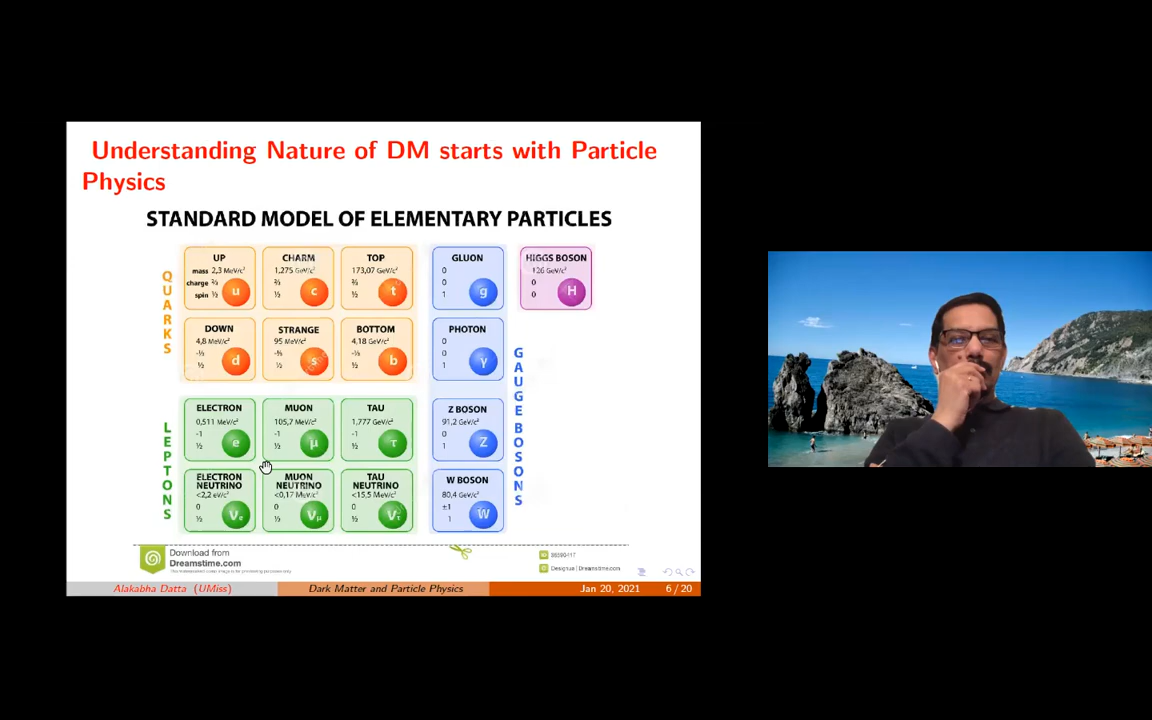 Understanding Nature of DM starts with Particle
Physics
STANDARD MODEL OF ELEMENTARY PARTICLES
QUARKS
UP
mass 2,3 MeV/c²
charge ⅔
spin ½
u
CHARM
1,275 GeV/c²
⅔
½
c
TOP
173,07 GeV/c²
⅔
½
t
GLUON
0
0
1
g
HIGGS BOSON
126 GeV/c²
0
0
H
DOWN
4,8 MeV/c²
-⅓
½
d
STRANGE
95 MeV/c²
-⅓
½
s
BOTTOM
4,18 GeV/c²
-⅓
½
b
PHOTON
0
0
1
γ
GAUGE BOSONS
LEPTONS
ELECTRON
0,511 MeV/c²
-1
½
e
MUON
105,7 MeV/c²
-1
½
μ
TAU
1,777 GeV/c²
-1
½
τ
Z BOSON
91,2 GeV/c²
0
1
Z
ELECTRON
NEUTRINO
<2,2 eV/c²
0
½
νe
MUON
NEUTRINO
<0,17 MeV/c²
0
½
νμ
TAU
NEUTRINO
<15,5 MeV/c²
0
½
ντ
W BOSON
80,4 GeV/c²
±1
1
W
Download from
Dreamstime.com
Designua | Dreamstime.com
Alakabha Datta (UMiss)
Dark Matter and Particle Physics
Jan 20, 2021
6 / 20